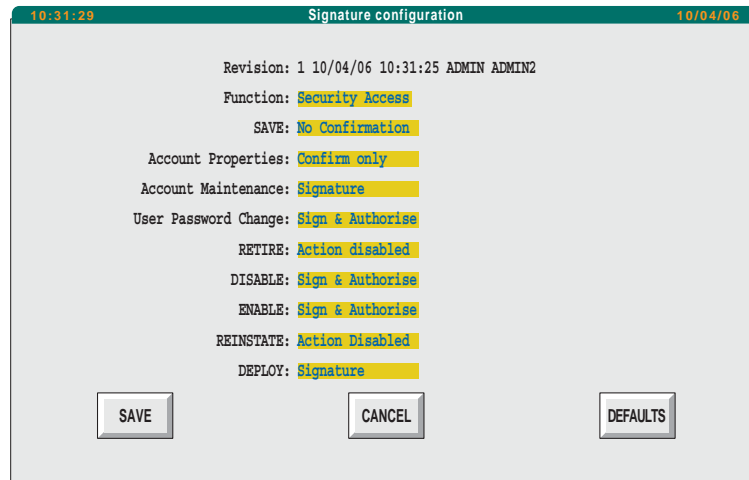 10:31:29 Signature configuration 10/04/06
Revision: 1 10/04/06 10:31:25 ADMIN ADMIN2
Function: Security Access
SAVE: No Confirmation
Account Properties: Confirm only
Account Maintenance: Signature
User Password Change: Sign & Authorise
RETIRE: Action disabled
DISABLE: Sign & Authorise
ENABLE: Sign & Authorise
REINSTATE: Action Disabled
DEPLOY: Signature
SAVE CANCEL DEFAULTS